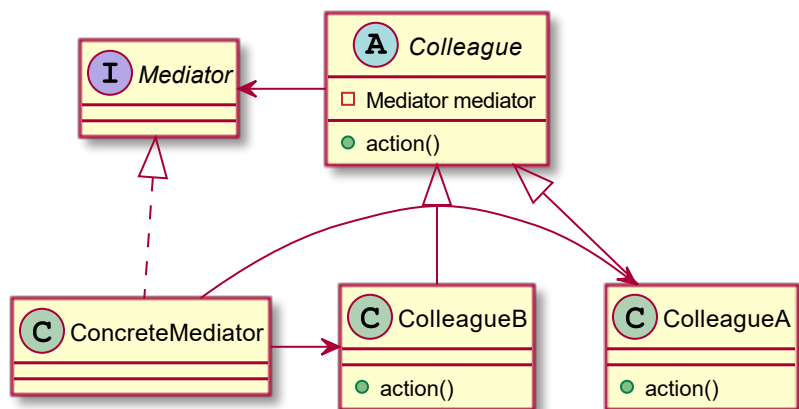 I Mediator
A Colleague
Mediator mediator
action()
C ConcreteMediator
C ColleagueB
action()
C ColleagueA
action()